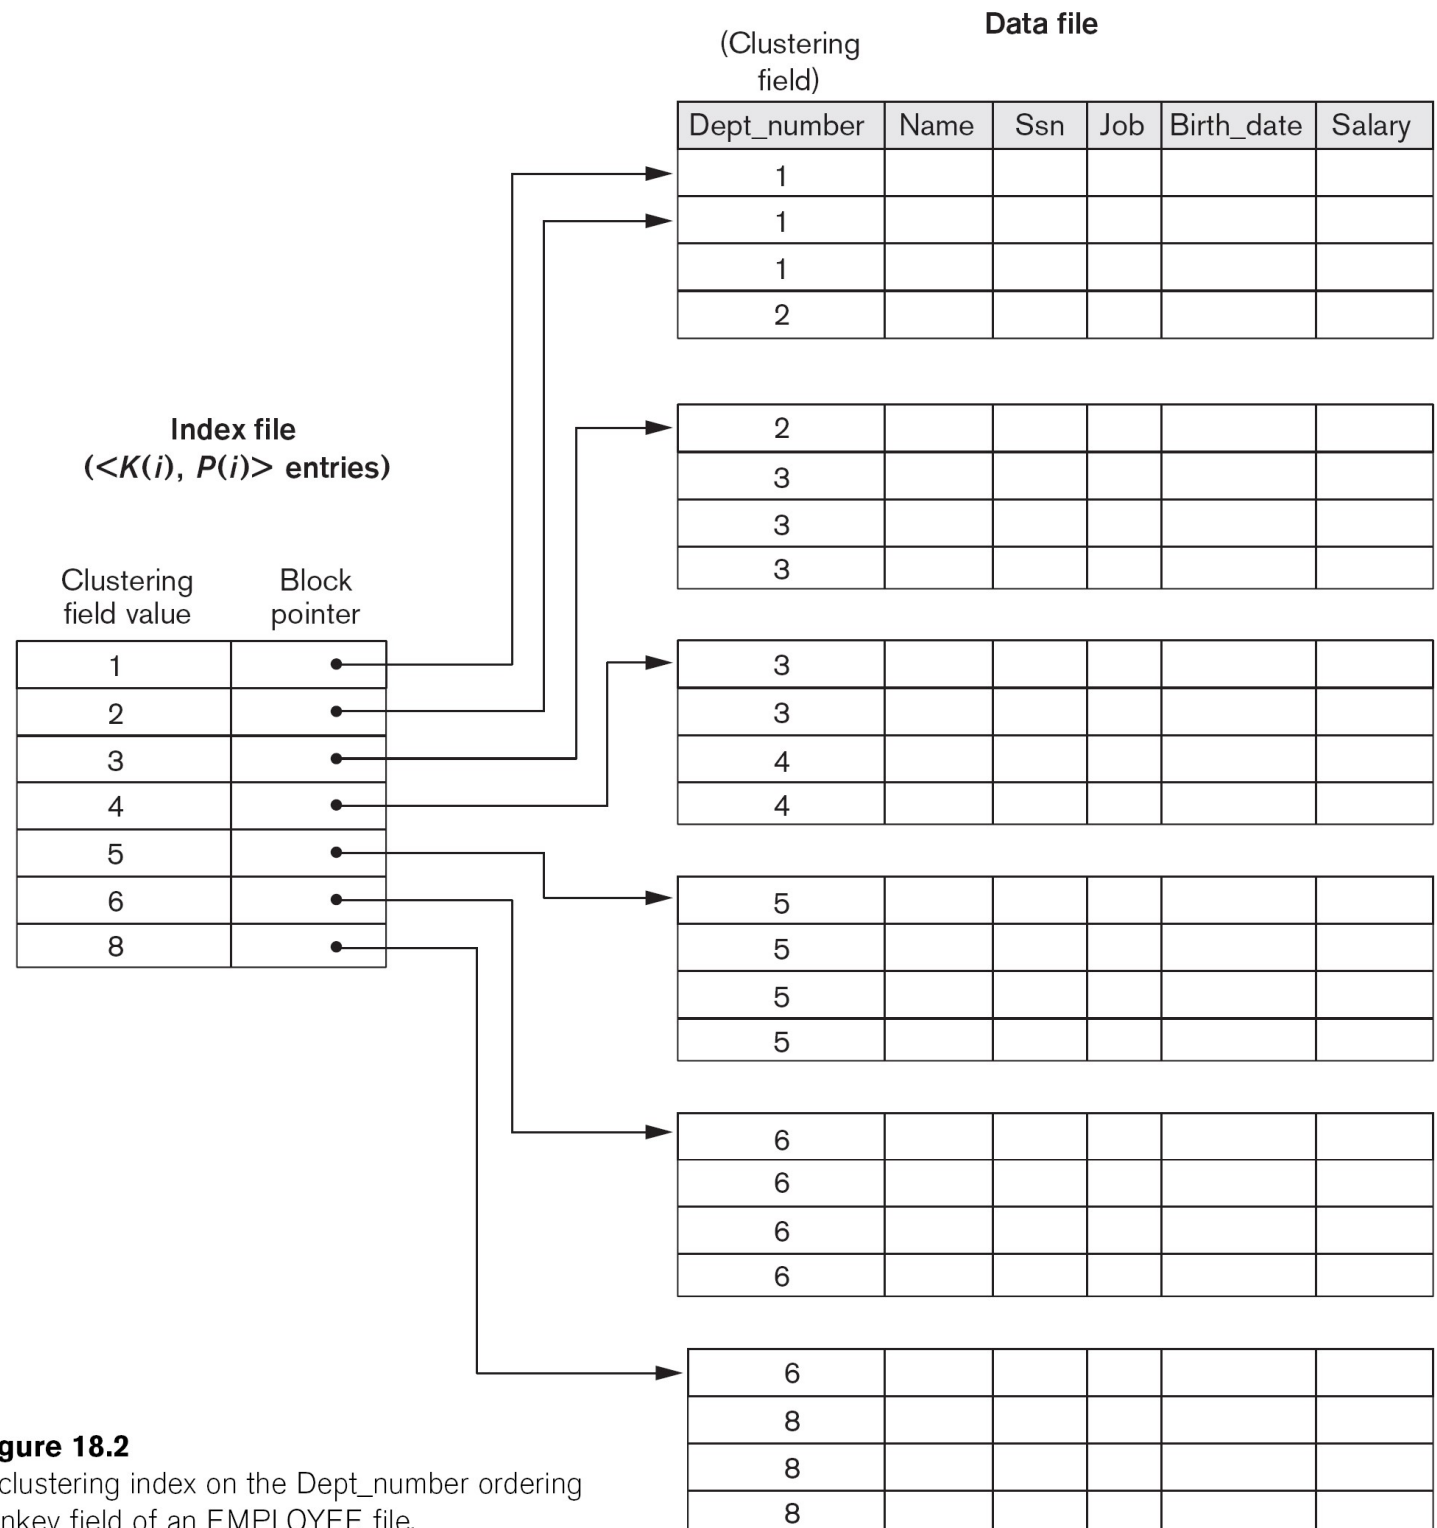 Data file
(Clustering
field)
Dept_number Name Ssn Job Birth_date Salary
1
1
1
2
2
3
3
3
3
3
4
4
5
5
5
5
6
6
6
6
6
8
8
8
Index file
(<K(i), P(i)> entries)
Clustering
field value
Block
pointer
1
2
3
4
5
6
8
gure 18.2
clustering index on the Dept_number ordering
nkey field of an EMPLOYEE file.